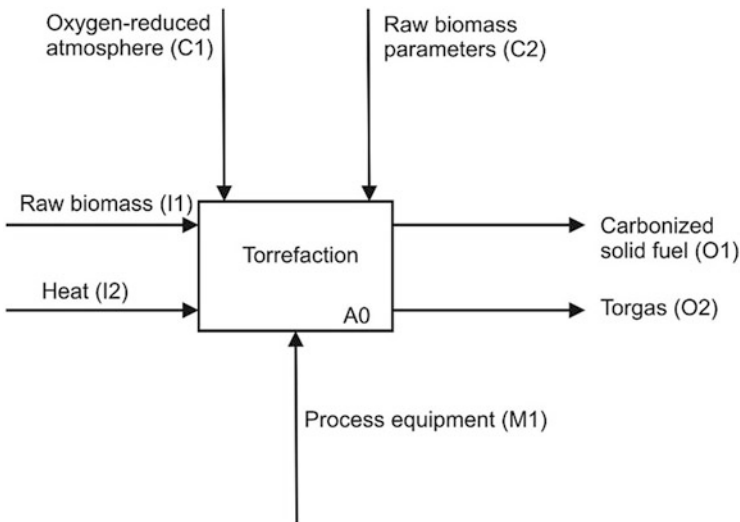 Oxygen-reduced
atmosphere (C1)
Raw biomass
parameters (C2)
Raw biomass (I1)
Torrefaction
Carbonized
solid fuel (O1)
Heat (I2)
A0
Torgas (O2)
Process equipment (M1)